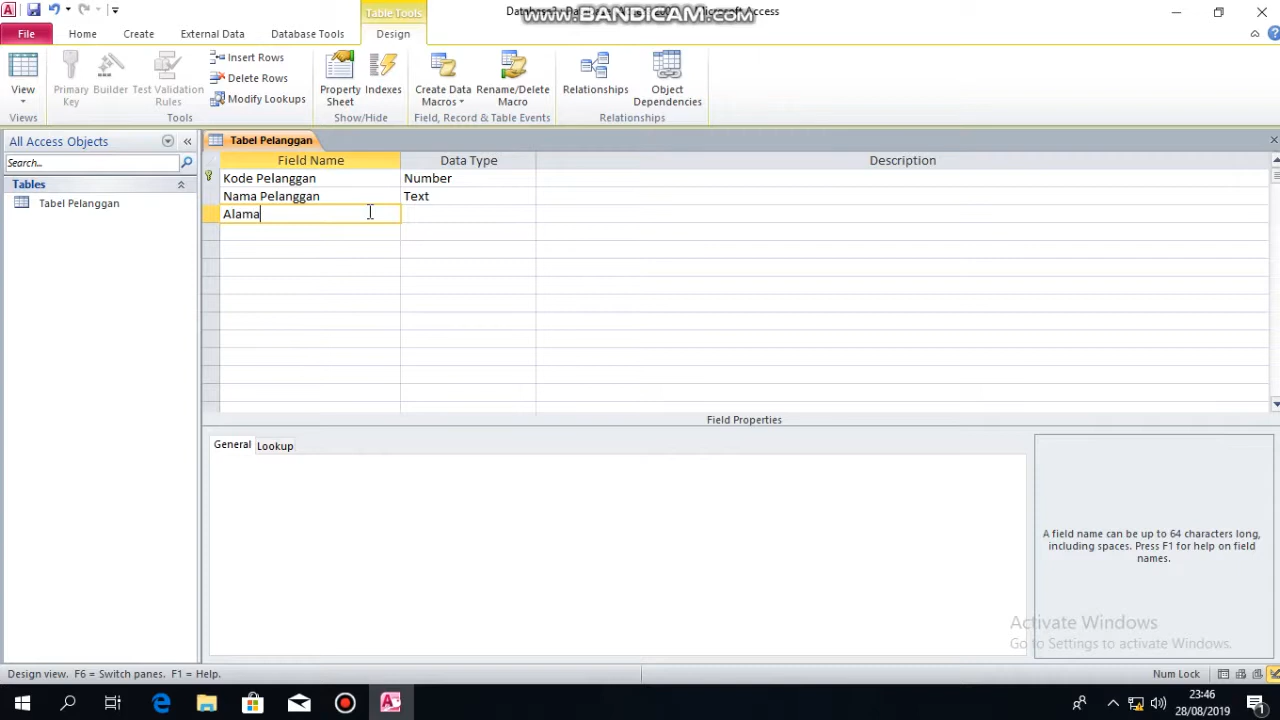 Table Tools
Database
www.BANDICAM.com
Microsoft Access
File
Home
Create
External Data
Database Tools
Design
View
Primary Key
Builder
Test Validation Rules
Insert Rows
Delete Rows
Modify Lookups
Property Sheet
Indexes
Create Data Macros
Rename/Delete Macro
Relationships
Object Dependencies
Views
Tools
Show/Hide
Field, Record & Table Events
Relationships
All Access Objects
Tabel Pelanggan
Search...
Field Name
Data Type
Description
Tables
Kode Pelanggan
Number
Nama Pelanggan
Text
Tabel Pelanggan
Alama
Field Properties
General
Lookup
A field name can be up to 64 characters long,
including spaces. Press F1 for help on field
names.
Activate Windows
Go to Settings to activate Windows.
Design view. F6 = Switch panes. F1 = Help.
Num Lock
23:46
28/08/2019
1